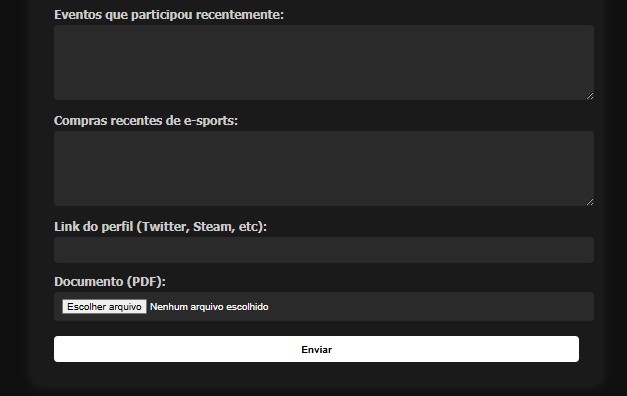 Eventos que participou recentemente:
Compras recentes de e-sports:
Link do perfil (Twitter, Steam, etc):
Documento (PDF):
Escolher arquivo Nenhum arquivo escolhido
Enviar